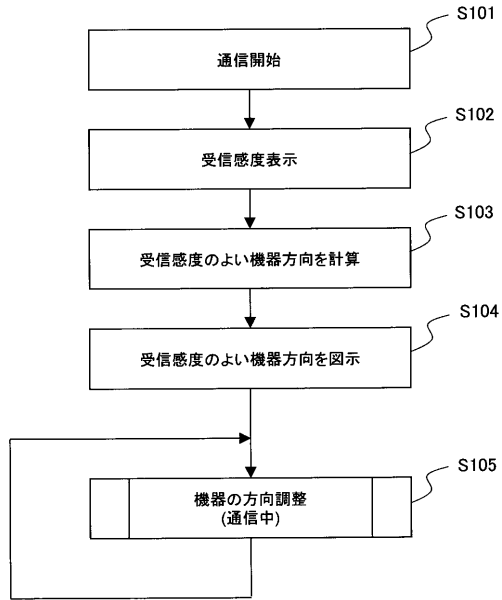 S101
通信開始
S102
受信感度表示
S103
受信感度のよい機器方向を計算
S104
受信感度のよい機器方向を図示
S105
機器の方向調整
(通信中)